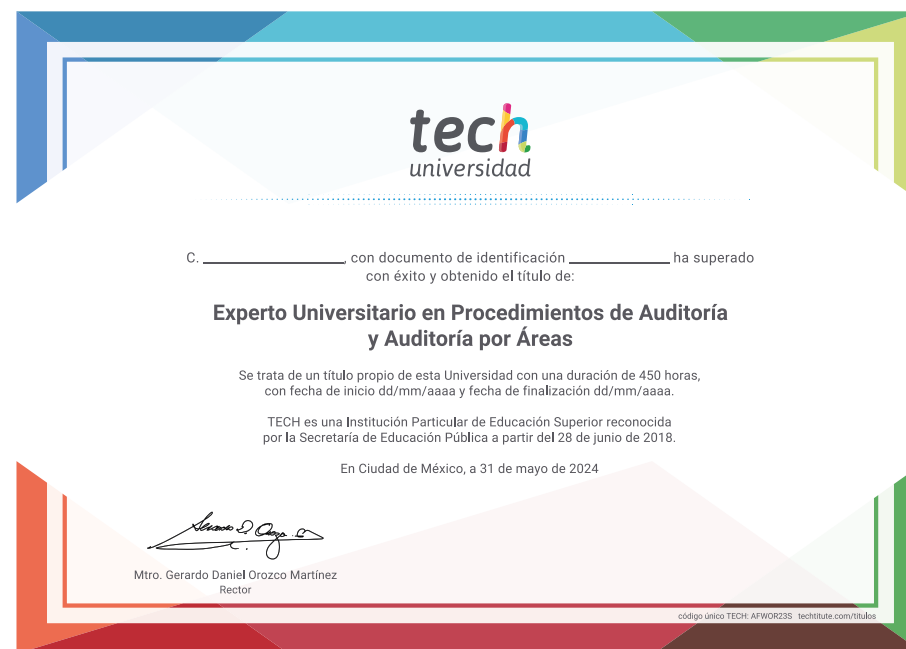 tech
universidad
C. ____________, con documento de identificación ____________ ha superado
con éxito y obtenido el título de:
Experto Universitario en Procedimientos de Auditoría
y Auditoría por Áreas
Se trata de un título propio de esta Universidad con una duración de 450 horas,
con fecha de inicio dd/mm/aaaa y fecha de finalización dd/mm/aaaa.
TECH es una Institución Particular de Educación Superior reconocida
por la Secretaría de Educación Pública a partir del 28 de junio de 2018.
En Ciudad de México, a 31 de mayo de 2024
Mtro. Gerardo Daniel Orozco Martínez
Rector
código único TECH: AFWOR23S techtitute.com/titulos